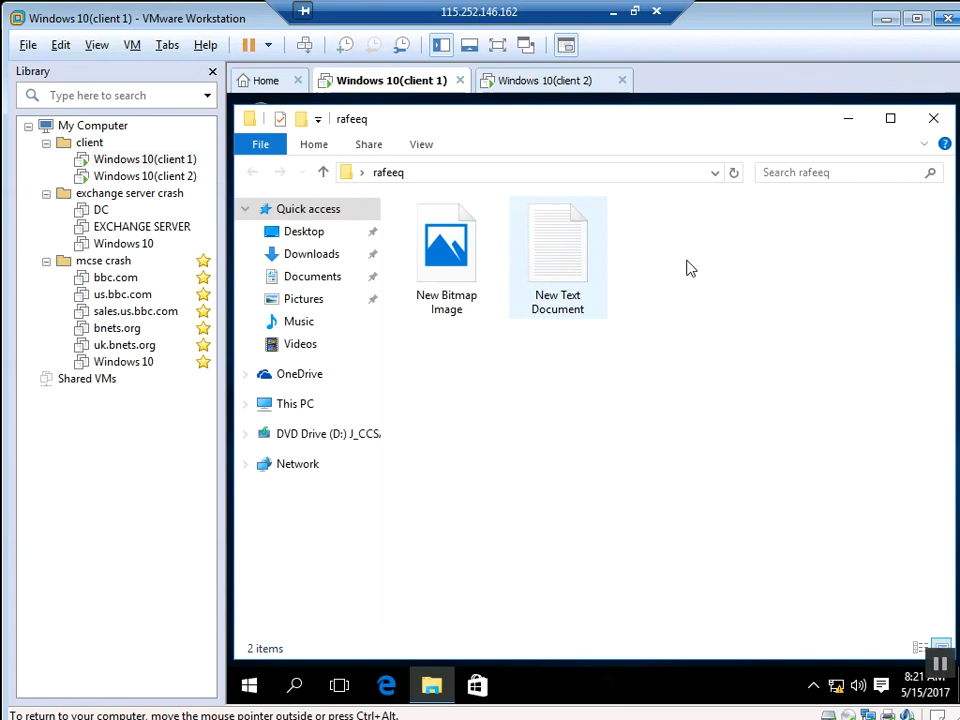 115.252.146.162
Windows 10(client 1) - VMware Workstation
File Edit View VM Tabs Help
Library
Type here to search
Home
Windows 10(client 1)
Windows 10(client 2)
My Computer
client
Windows 10(client 1)
Windows 10(client 2)
exchange server crash
DC
EXCHANGE SERVER
Windows 10
mcse crash
bbc.com
us.bbc.com
sales.us.bbc.com
bnets.org
uk.bnets.org
Windows 10
Shared VMs
rafeeq
File Home Share View
rafeeq
Search rafeeq
Quick access
Desktop
Downloads
Documents
Pictures
Music
Videos
OneDrive
This PC
DVD Drive (D:) J_CCSA
Network
New Bitmap
Image
New Text
Document
2 items
8:21 AM
5/15/2017
To return to your computer, move the mouse pointer outside or press Ctrl+Alt.